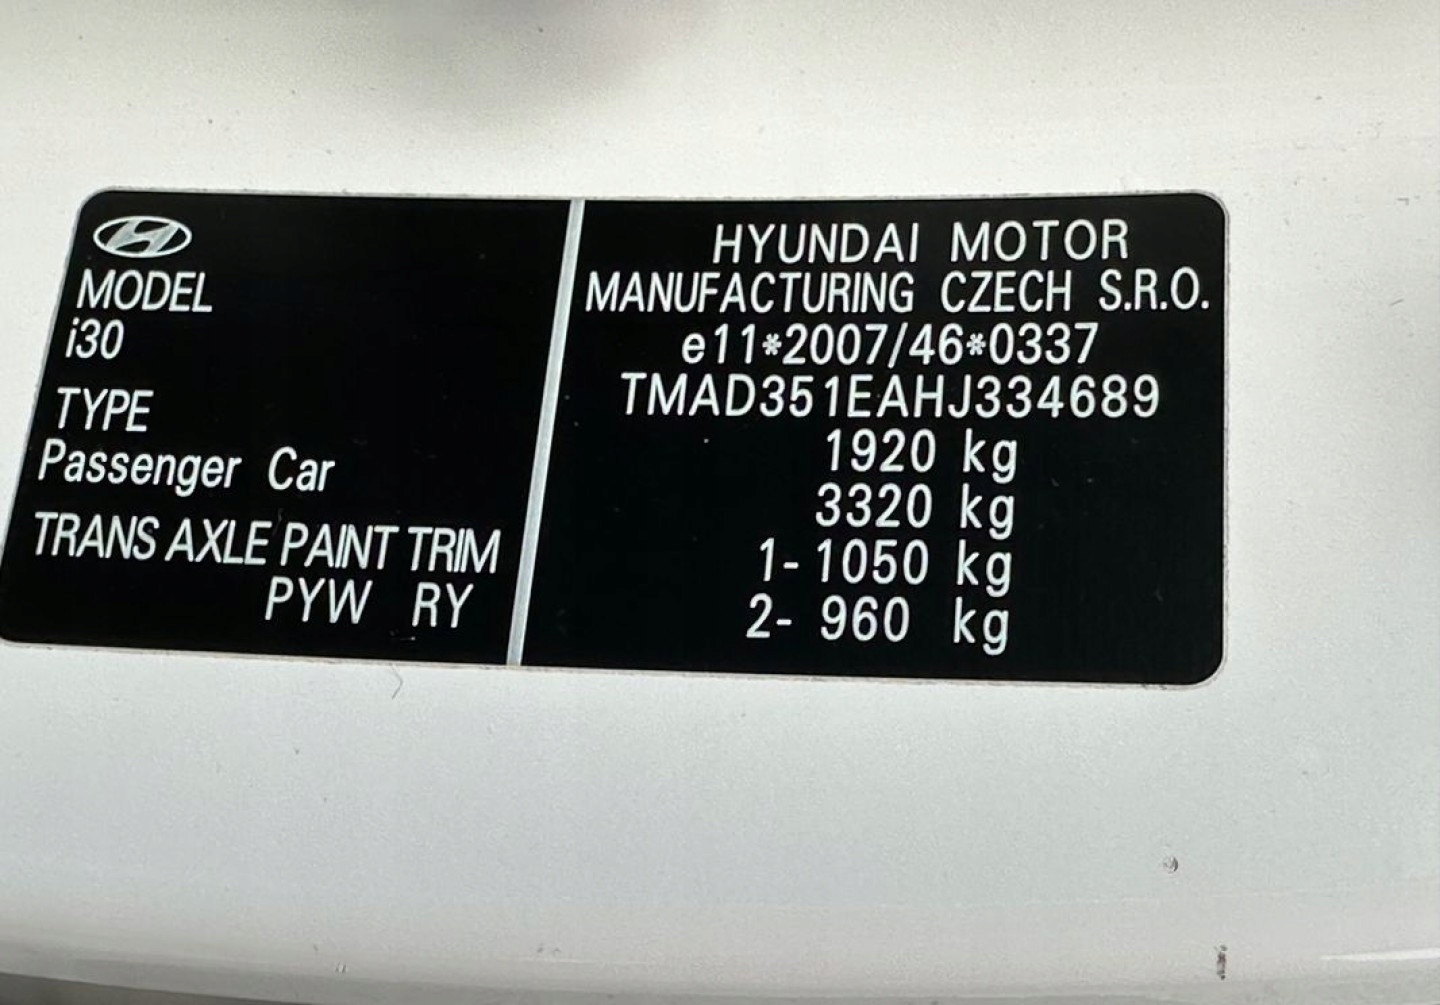 MODEL
i30
TYPE
Passenger Car
TRANS AXLE PAINT TRIM
PYW RY
HYUNDAI MOTOR
MANUFACTURING CZECH S.R.O.
e11*2007/46*0337
TMAD351EAHJ334689
1920 kg
3320 kg
1- 1050 kg
2- 960 kg